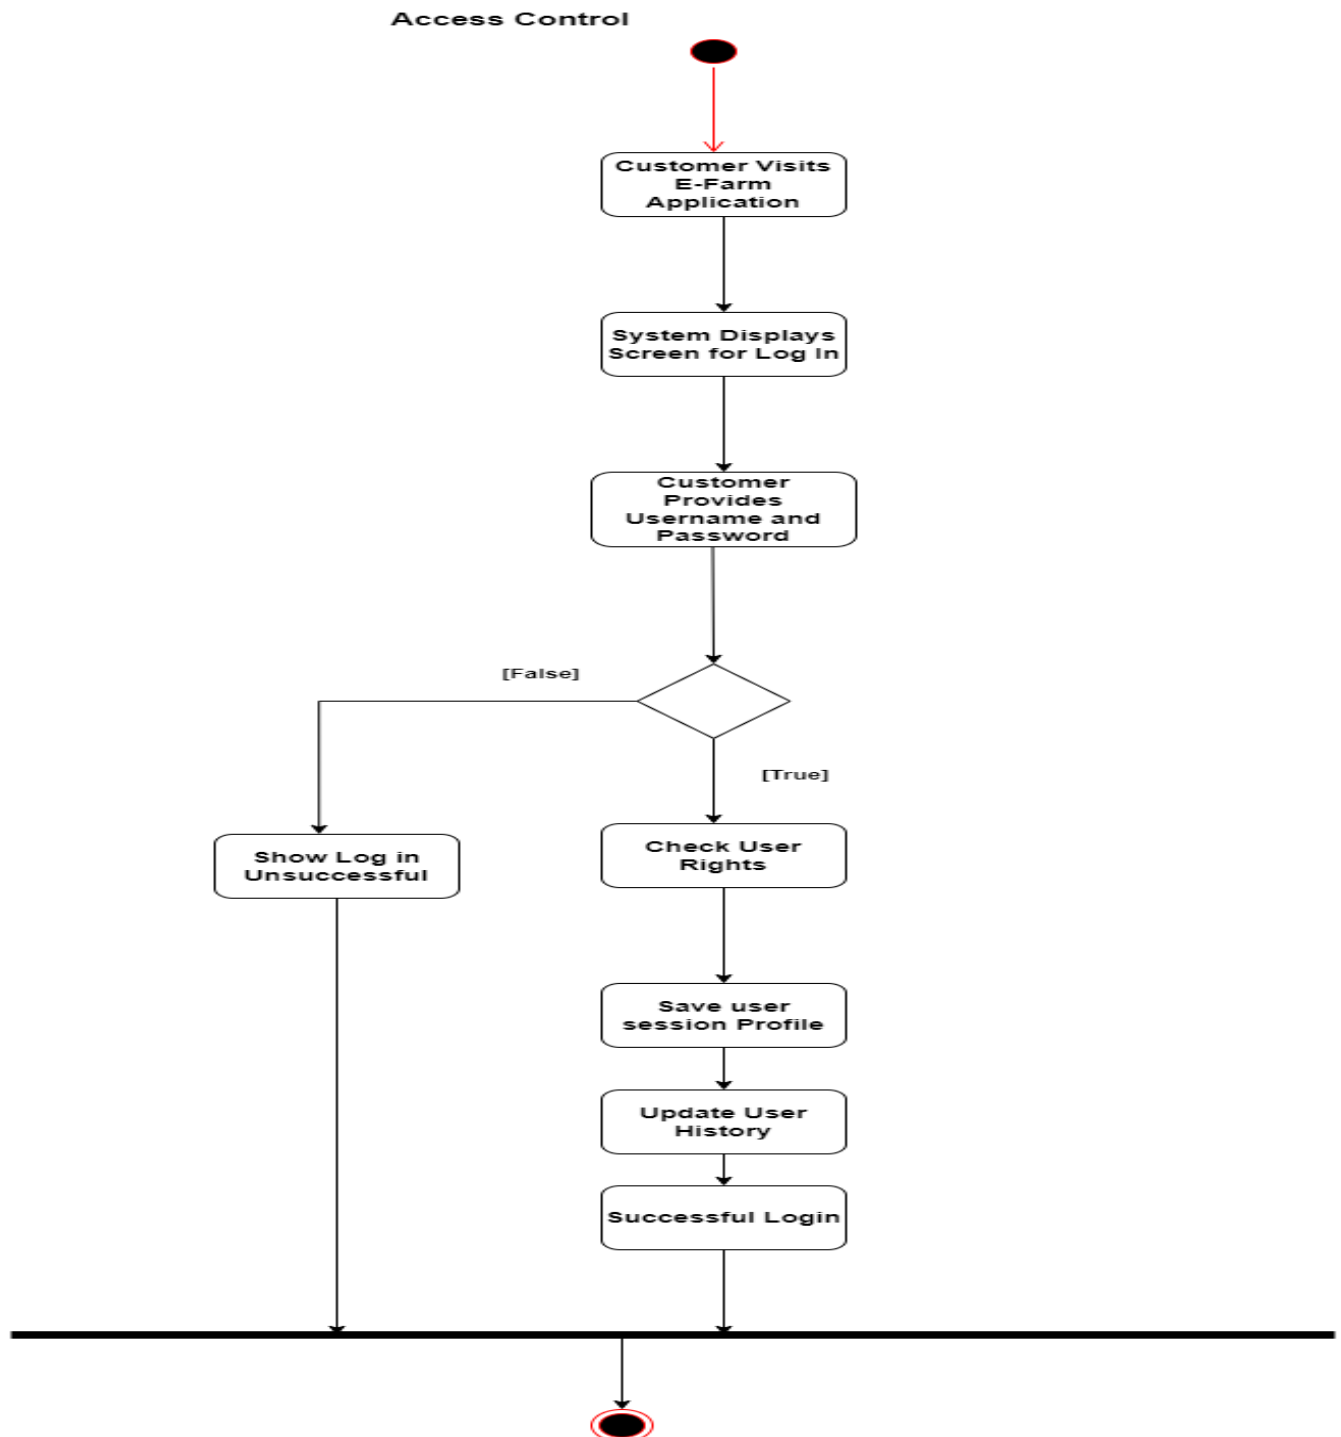 Access Control
Customer Visits
E-Farm
Application
System Displays
Screen for Log In
Customer
Provides
Username and
Password
[False]
[True]
Show Log in
Unsuccessful
Check User
Rights
Save user
session Profile
Update User
History
Successful Login